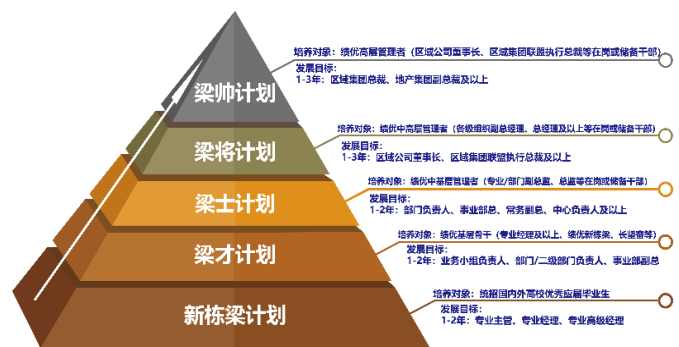 培养对象：绩优高层管理者（区域公司董事长、区域集团联盟执行总裁等在岗或储备干部）
发展目标：
1-3年：区域集团总裁、地产集团副总裁及以上
梁帅计划
培养对象：绩优中高层管理者（各级组织副总经理、总经理及以上等在岗或储备干部）
发展目标：
1-3年：区域公司董事长、区域集团联盟执行总裁及以上
梁将计划
培养对象：绩优中基层管理者（专业/部门副总监、总监等在岗或储备干部）
发展目标：
1-2年：部门负责人、事业部总、常务副总、中心负责人及以上
梁士计划
培养对象：绩优基层骨干（专业经理及以上、绩优新栋梁、长望窗等）
发展目标：
1-2年：业务小组负责人、部门/二级部门负责人、事业部副总
梁才计划
培养对象：统招国内外高校优秀应届毕业生
发展目标：
1-2年：专业主管、专业经理、专业高级经理
新栋梁计划